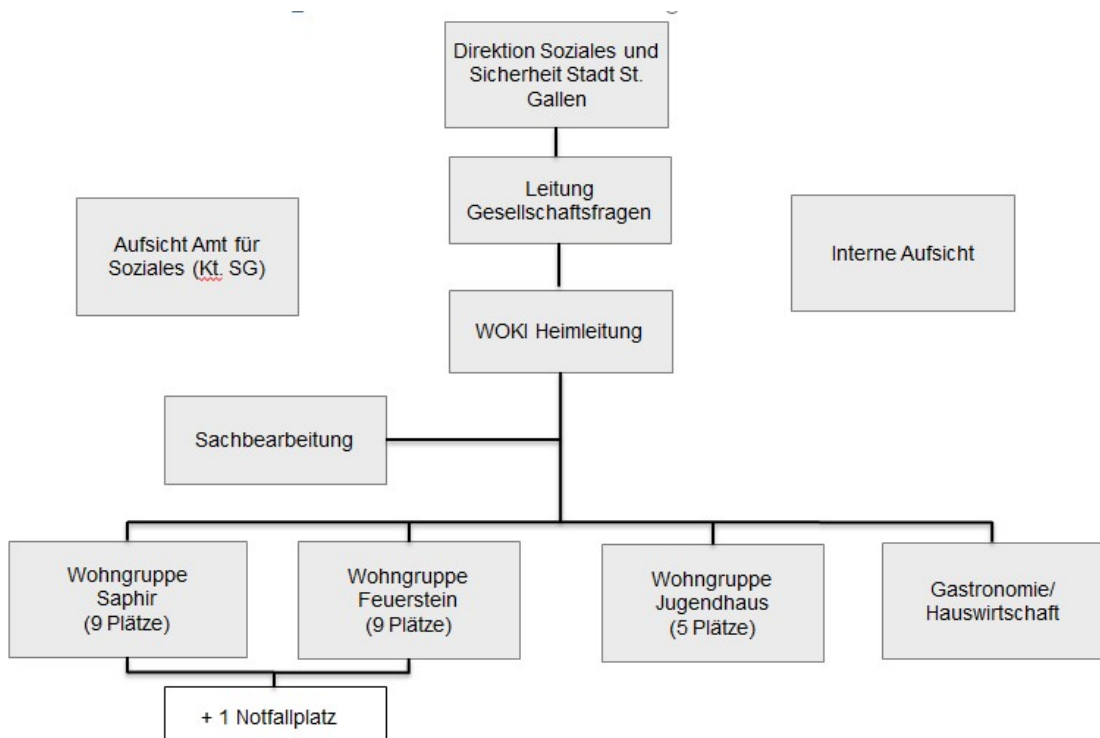 Direktion Soziales und
Sicherheit Stadt St.
Gallen
Leitung
Gesellschaftsfragen
Aufsicht Amt für
Soziales (Kt. SG)
Interne Aufsicht
WOKI Heimleitung
Sachbearbeitung
Wohngruppe
Saphir
(9 Plätze)
Wohngruppe
Feuerstein
(9 Plätze)
Wohngruppe
Jugendhaus
(5 Plätze)
Gastronomie/
Hauswirtschaft
+ 1 Notfallplatz